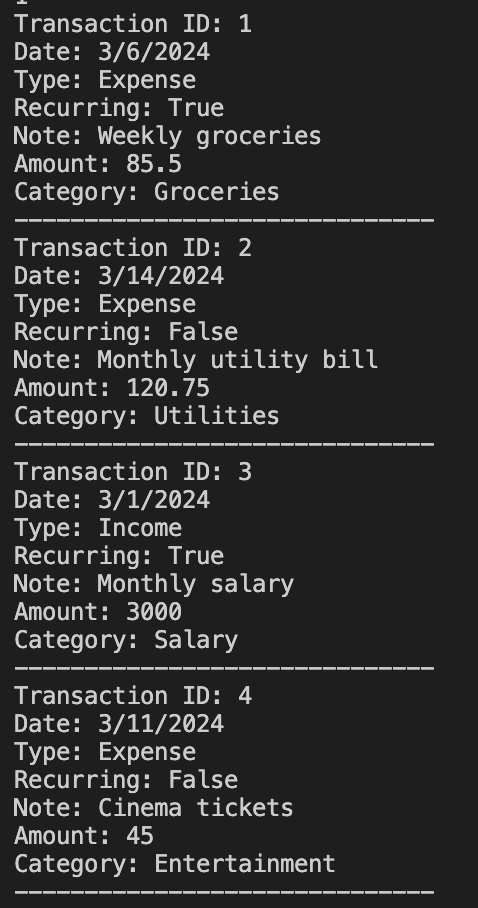 Transaction ID: 1
Date: 3/6/2024
Type: Expense
Recurring: True
Note: Weekly groceries
Amount: 85.5
Category: Groceries
------------------------------
Transaction ID: 2
Date: 3/14/2024
Type: Expense
Recurring: False
Note: Monthly utility bill
Amount: 120.75
Category: Utilities
------------------------------
Transaction ID: 3
Date: 3/1/2024
Type: Income
Recurring: True
Note: Monthly salary
Amount: 3000
Category: Salary
------------------------------
Transaction ID: 4
Date: 3/11/2024
Type: Expense
Recurring: False
Note: Cinema tickets
Amount: 45
Category: Entertainment
------------------------------